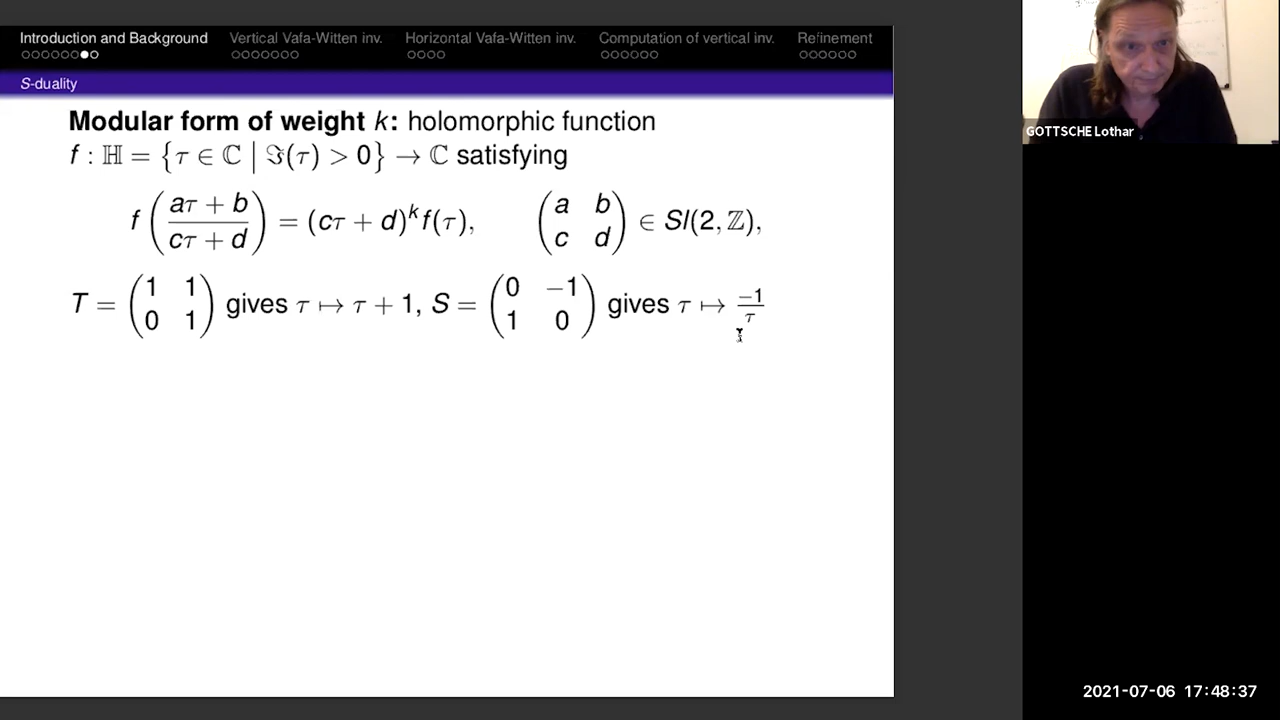 Introduction and Background Vertical Vafa-Witten inv. Horizontal Vafa-Witten inv. Computation of vertical inv. Refinement
S-duality
Modular form of weight k: holomorphic function
f : ℍ = {τ ∈ ℂ | ℑ(τ) > 0} → ℂ satisfying
f((aτ + b)/(cτ + d)) = (cτ + d)^k f(τ), (a b; c d) ∈ Sl(2, ℤ),
T = (1 1; 0 1) gives τ ↦ τ + 1, S = (0 −1; 1 0) gives τ ↦ −1/τ
GOTTSCHE Lothar
2021-07-06 17:48:37